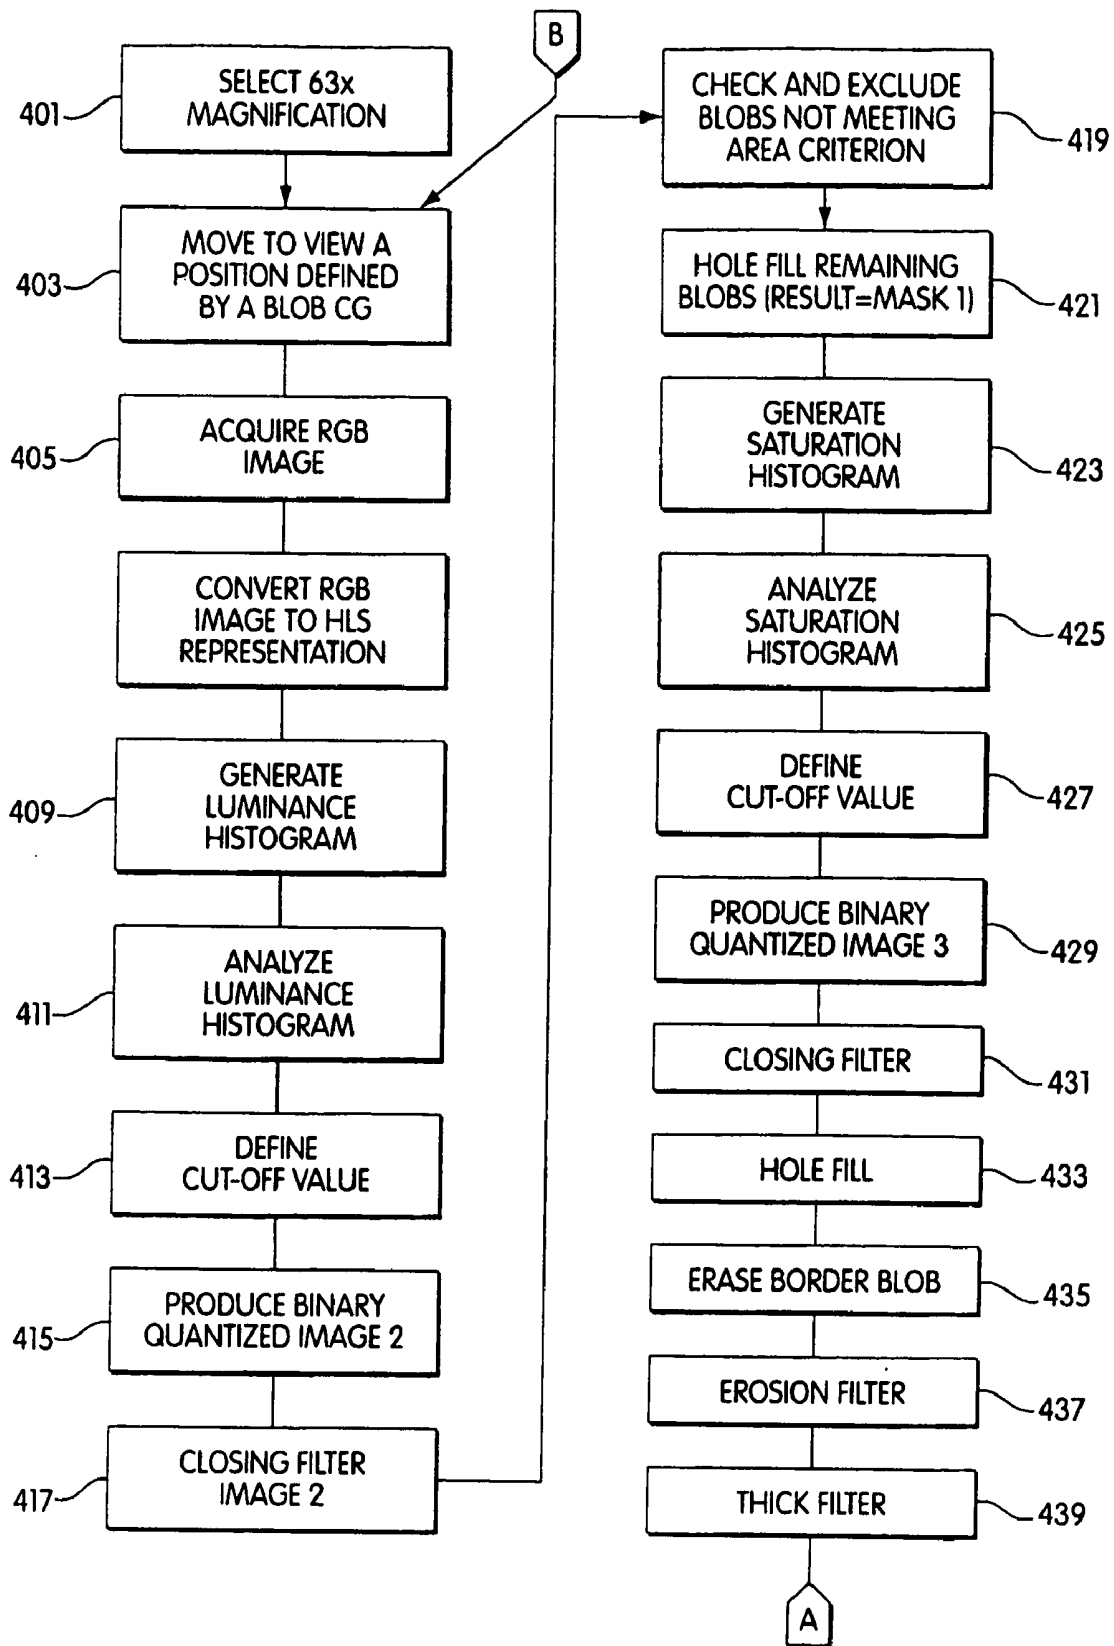 B
401
SELECT 63x
MAGNIFICATION
403
MOVE TO VIEW A
POSITION DEFINED
BY A BLOB CG
405
ACQUIRE RGB
IMAGE
CONVERT RGB
IMAGE TO HLS
REPRESENTATION
409
GENERATE
LUMINANCE
HISTOGRAM
411
ANALYZE
LUMINANCE
HISTOGRAM
413
DEFINE
CUT-OFF VALUE
415
PRODUCE BINARY
QUANTIZED IMAGE 2
417
CLOSING FILTER
IMAGE 2
CHECK AND EXCLUDE
BLOBS NOT MEETING
AREA CRITERION
419
HOLE FILL REMAINING
BLOBS (RESULT=MASK 1)
421
GENERATE
SATURATION
HISTOGRAM
423
ANALYZE
SATURATION
HISTOGRAM
425
DEFINE
CUT-OFF VALUE
427
PRODUCE BINARY
QUANTIZED IMAGE 3
429
CLOSING FILTER
431
HOLE FILL
433
ERASE BORDER BLOB
435
EROSION FILTER
437
THICK FILTER
439
A